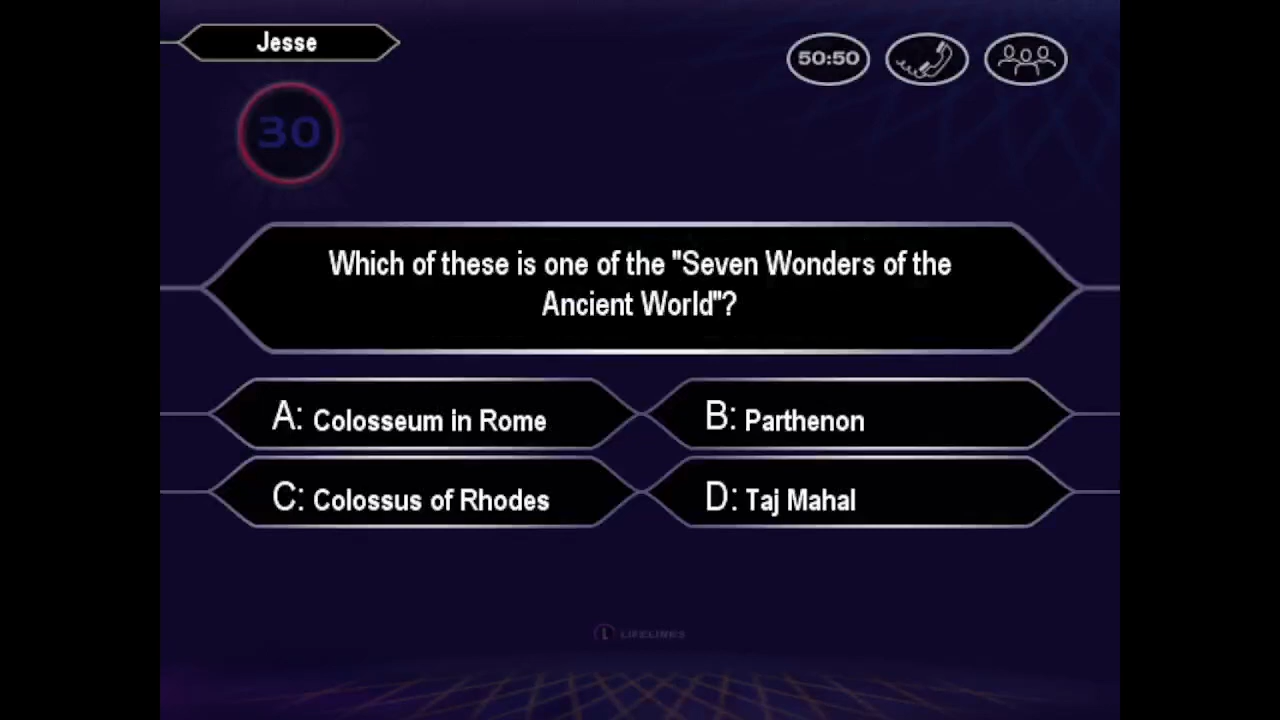 Jesse
50:50
30
Which of these is one of the "Seven Wonders of the
Ancient World"?
A: Colosseum in Rome
B: Parthenon
C: Colossus of Rhodes
D: Taj Mahal
L LIFELINES